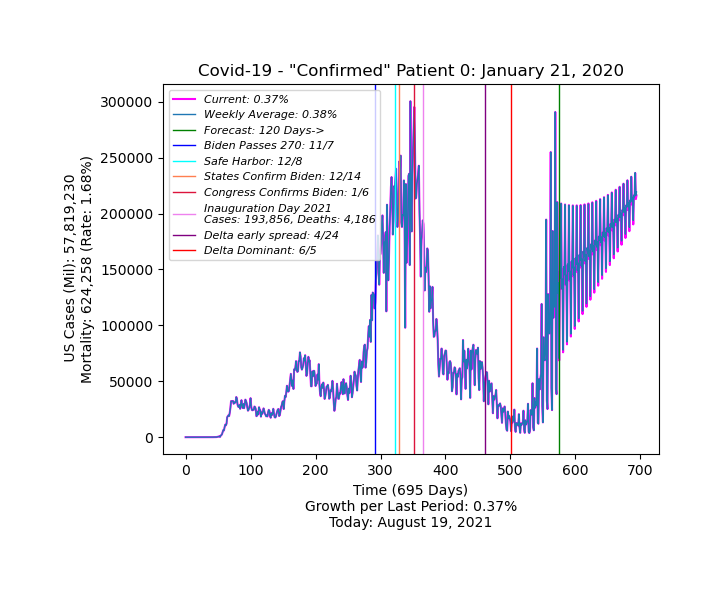 Covid-19 - "Confirmed" Patient 0: January 21, 2020
300000
250000
200000
150000
100000
50000
0
US Cases (Mil): 57,819,230
Mortality: 624,258 (Rate: 1.68%)
Current: 0.37%
Weekly Average: 0.38%
Forecast: 120 Days->
Biden Passes 270: 11/7
Safe Harbor: 12/8
States Confirm Biden: 12/14
Congress Confirms Biden: 1/6
Inauguration Day 2021
Cases: 193,856, Deaths: 4,186
Delta early spread: 4/24
Delta Dominant: 6/5
0 100 200 300 400 500 600 700
Time (695 Days)
Growth per Last Period: 0.37%
Today: August 19, 2021